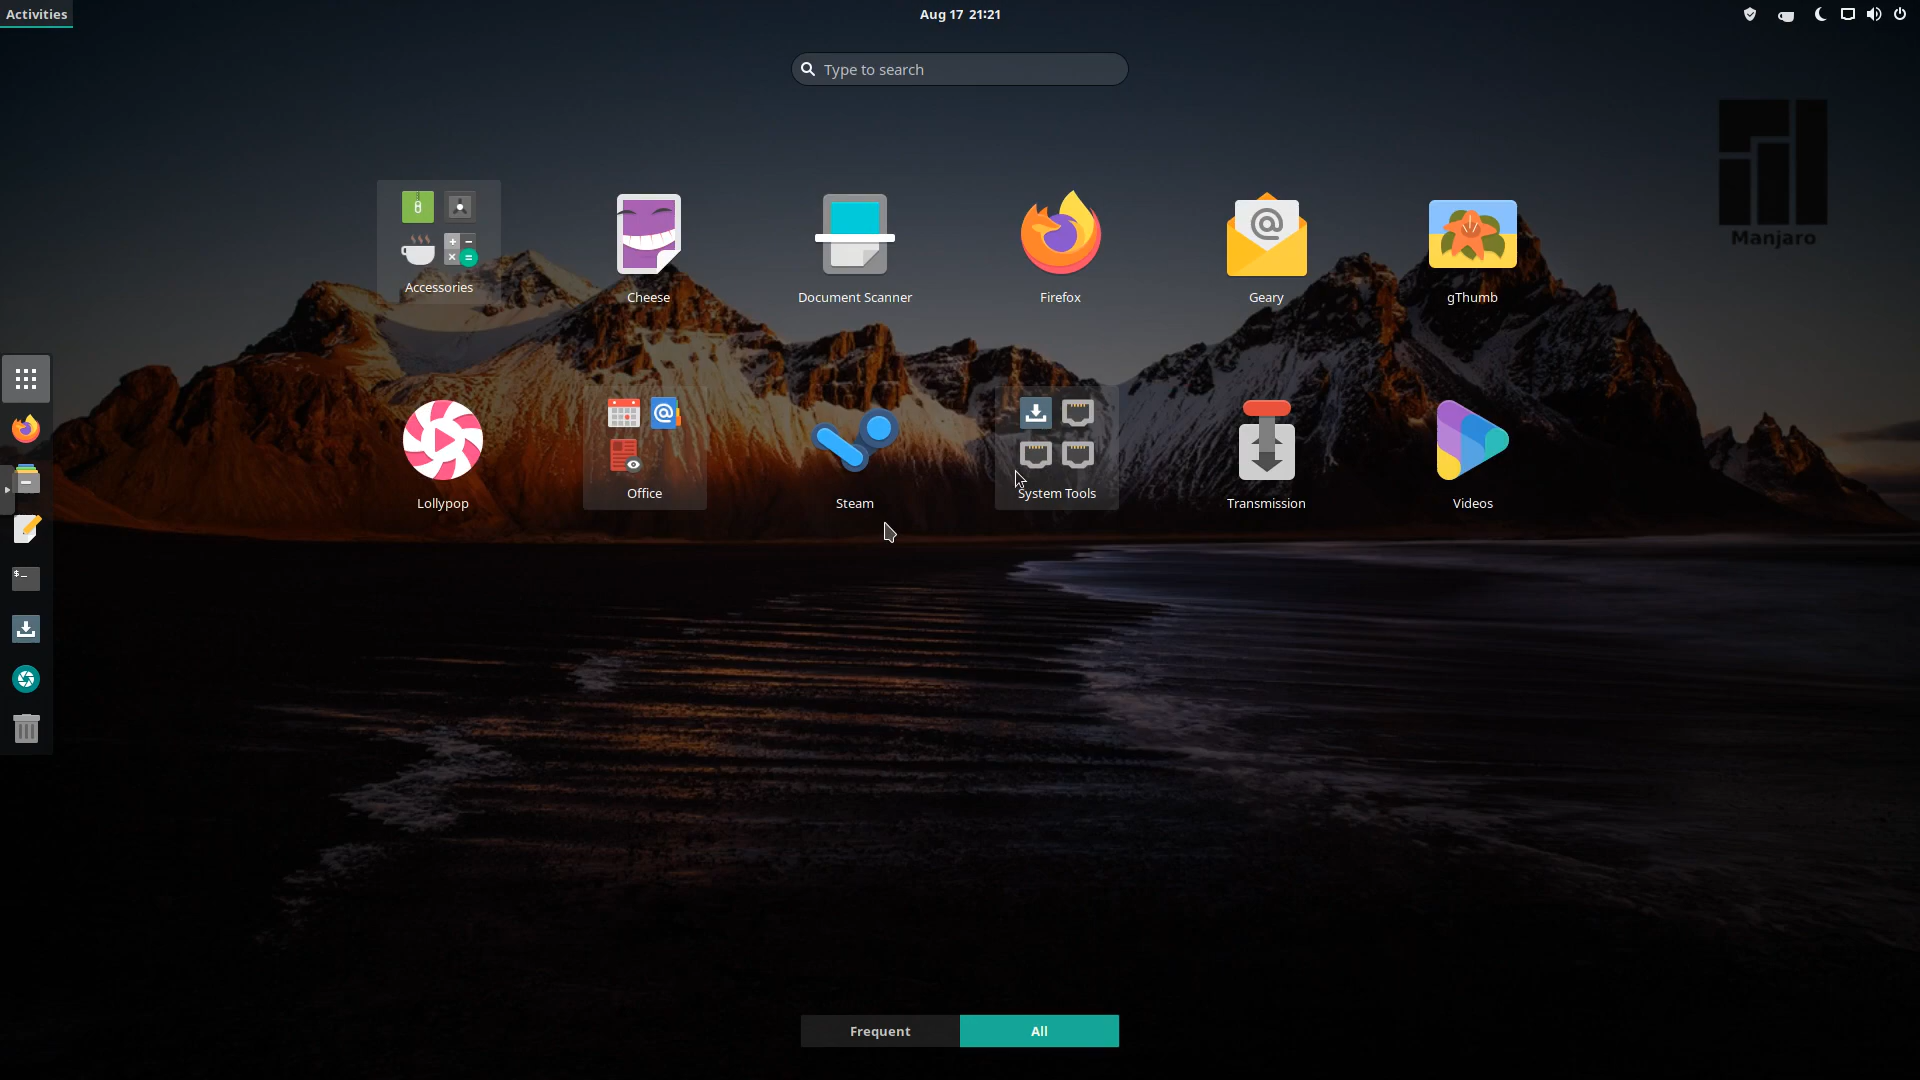 Activities
Aug 17 21:21
Type to search
Manjaro
Accessories
Cheese
Document Scanner
Firefox
Geary
gThumb
Lollypop
Office
Steam
System Tools
Transmission
Videos
Frequent
All